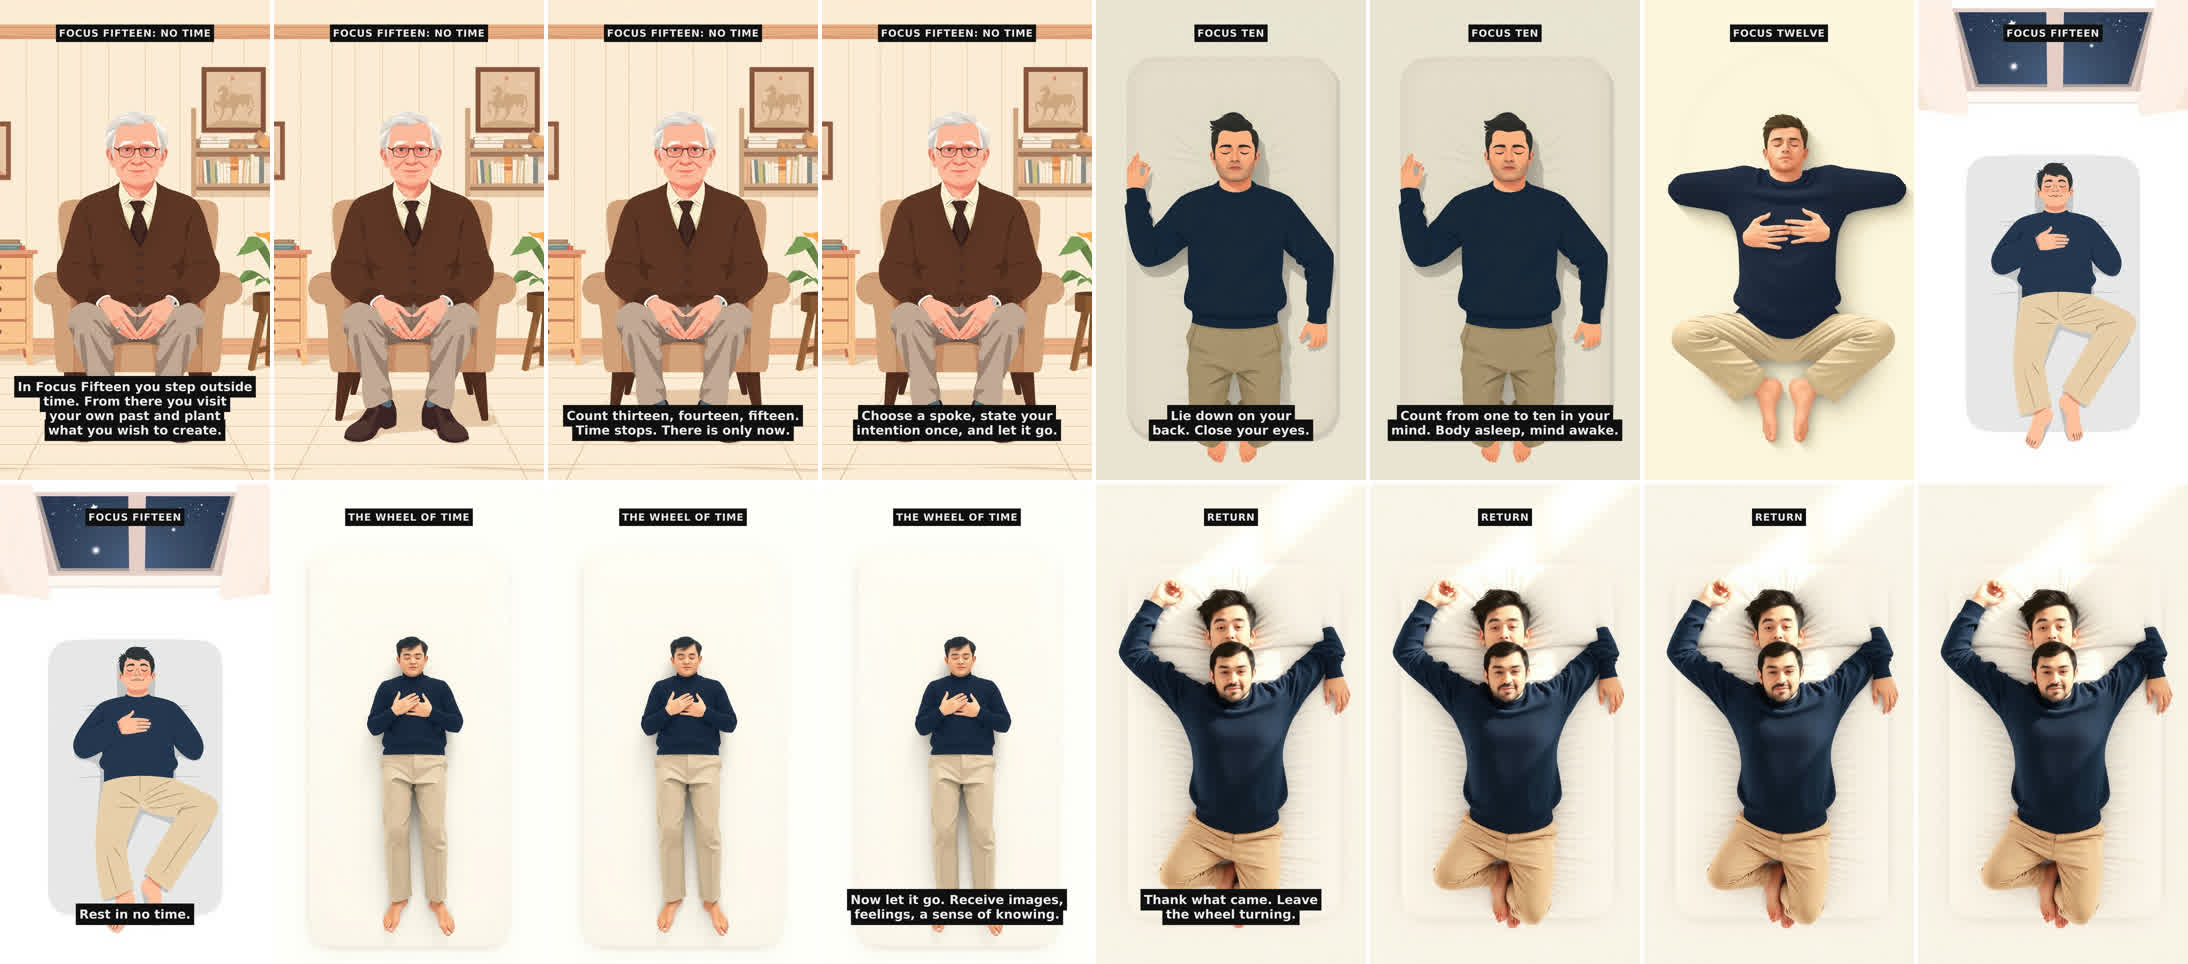 FOCUS FIFTEEN: NO TIME
In Focus Fifteen you step outside
time. From there you visit
your own past and plant
what you wish to create.
FOCUS FIFTEEN: NO TIME
FOCUS FIFTEEN: NO TIME
Count thirteen, fourteen, fifteen.
Time stops. There is only now.
FOCUS FIFTEEN: NO TIME
Choose a spoke, state your
intention once, and let it go.
FOCUS TEN
Lie down on your
back. Close your eyes.
FOCUS TEN
Count from one to ten in your
mind. Body asleep, mind awake.
FOCUS TWELVE
FOCUS FIFTEEN
FOCUS FIFTEEN
Rest in no time.
THE WHEEL OF TIME
THE WHEEL OF TIME
THE WHEEL OF TIME
Now let it go. Receive images,
feelings, a sense of knowing.
RETURN
Thank what came. Leave
the wheel turning.
RETURN
RETURN